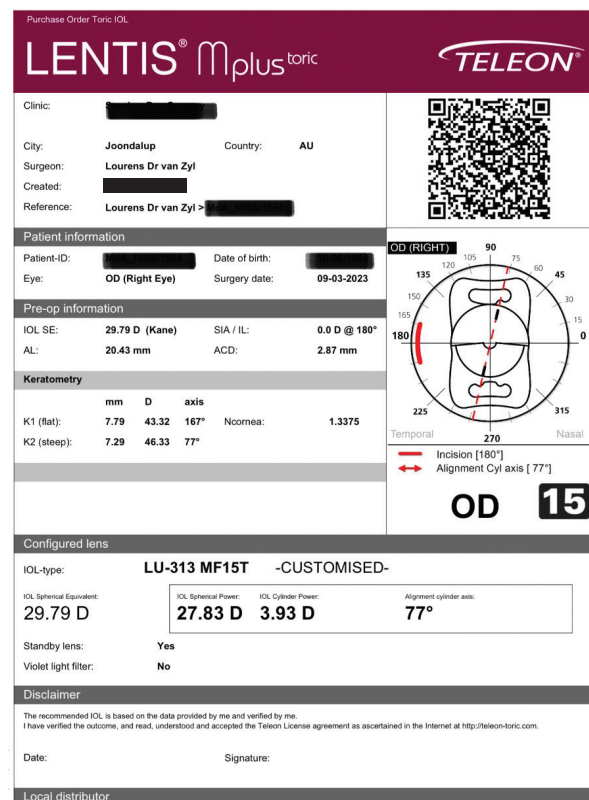 Purchase Order Toric IOL
LENTIS® Mplus toric
TELEON®
Clinic:
City: Joondalup Country: AU
Surgeon: Lourens Dr van Zyl
Created:
Reference: Lourens Dr van Zyl >
Patient information
Patient-ID: Date of birth:
Eye: OD (Right Eye) Surgery date: 09-03-2023
Pre-op information
IOL SE: 29.79 D (Kane) SIA / IL: 0.0 D @ 180°
AL: 20.43 mm ACD: 2.87 mm
Keratometry
mm D axis
K1 (flat): 7.79 43.32 167° Ncornea: 1.3375
K2 (steep): 7.29 46.33 77°
OD (RIGHT)
90
105 75
120 60
135 45
150 30
165 15
180 0
225 315
270
Temporal Nasal
Incision [180°]
Alignment Cyl axis [ 77°]
OD 15
Configured lens
IOL-type: LU-313 MF15T -CUSTOMISED-
IOL Spherical Equivalent: IOL Spherical Power: IOL Cylinder Power: Alignment cylinder axis:
29.79 D 27.83 D 3.93 D 77°
Standby lens: Yes
Violet light filter: No
Disclaimer
The recommended IOL is based on the data provided by me and verified by me.
I have verified the outcome, and read, understood and accepted the Teleon License agreement as ascertained in the Internet at http://teleon-toric.com.
Date: Signature:
Local distributor